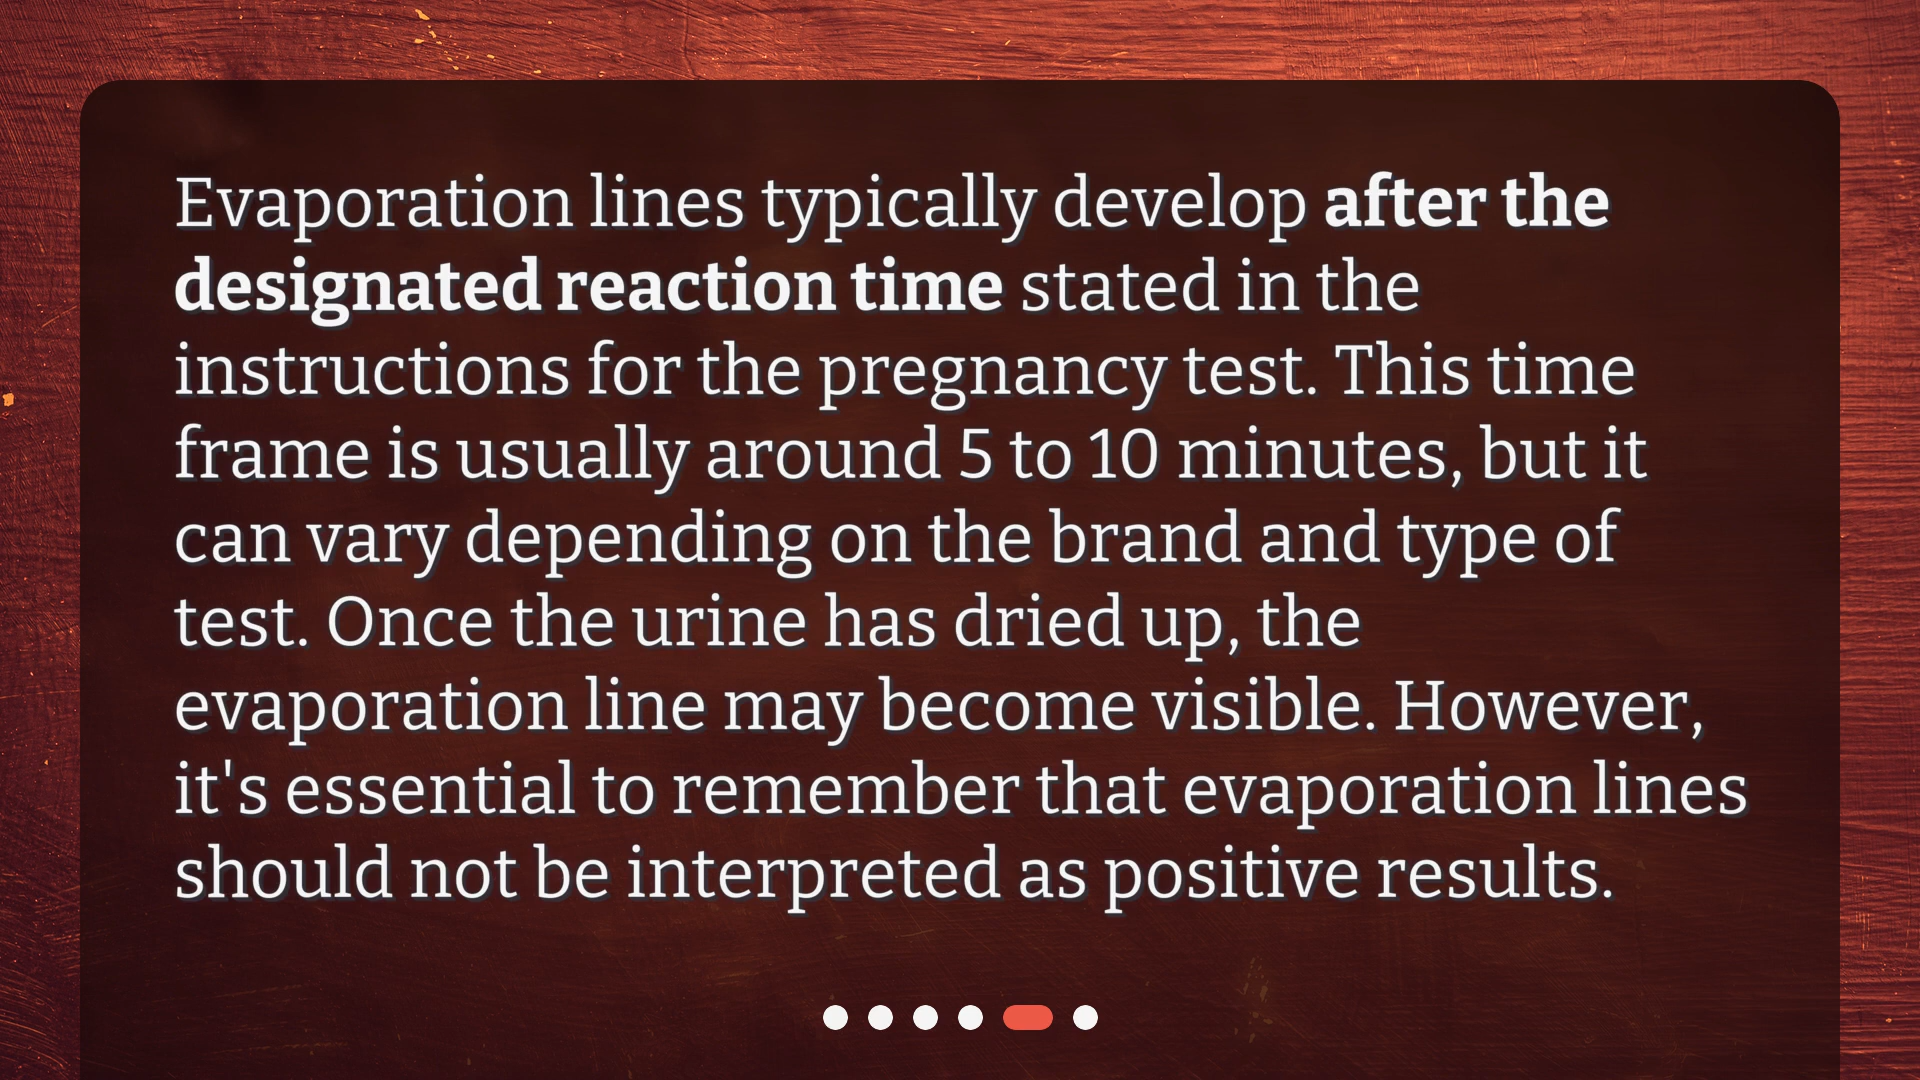 Evaporation lines typically develop after the
designated reaction time stated in the
instructions for the pregnancy test. This time
frame is usually around 5 to 10 minutes, but it
can vary depending on the brand and type of
test. Once the urine has dried up, the
evaporation line may become visible. However,
it's essential to remember that evaporation lines
should not be interpreted as positive results.